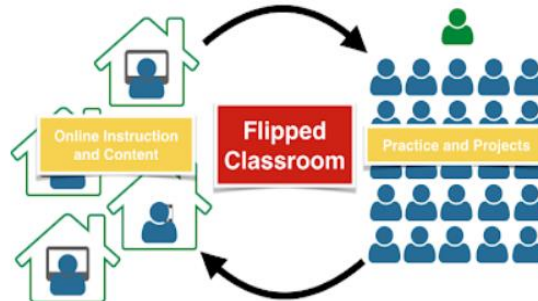 Online Instruction
and Content
Flipped
Classroom
Practice and Projects